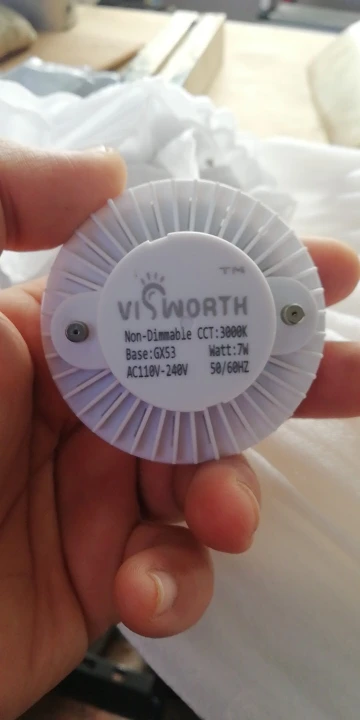 TM
VISWORTH
Non-Dimmable CCT:3000K
Base:GX53 Watt:7W
AC110V-240V 50/60HZ